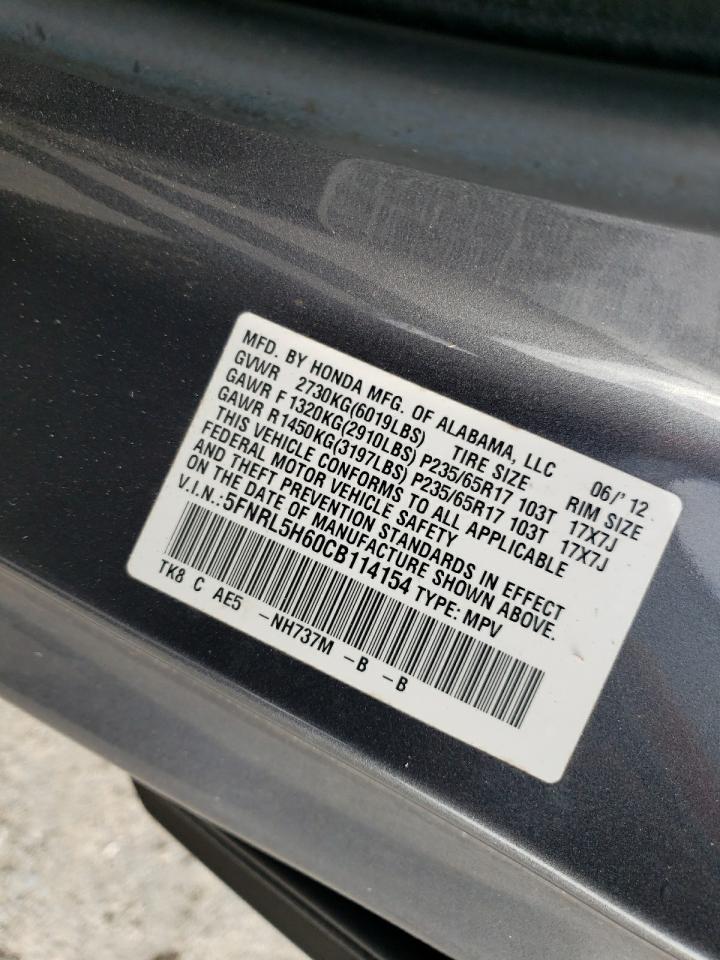 MFD. BY HONDA MFG. OF ALABAMA, LLC 06/' 12
GVWR 2730KG(6019LBS) TIRE SIZE RIM SIZE
GAWR F1320KG(2910LBS) P235/65R17 103T 17X7J
GAWR R1450KG(3197LBS) P235/65R17 103T 17X7J
THIS VEHICLE CONFORMS TO ALL APPLICABLE
FEDERAL MOTOR VEHICLE SAFETY
AND THEFT PREVENTION STANDARDS IN EFFECT
ON THE DATE OF MANUFACTURE SHOWN ABOVE.
V.I.N.:5FNRL5H60CB114154 TYPE: MPV
TK8 C AE5 -NH737M -B -B